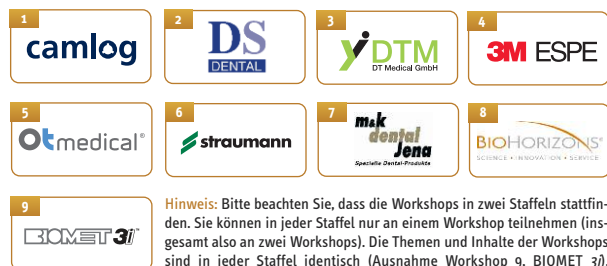 1
camlog
2
DS
DENTAL
3
DTM
DT Medical GmbH
4
3M ESPE
5
Otmedical®
6
straumann
7
m&k
dental
Jena
Spezielle Dental-Produkte
8
BIOHORIZONS®
SCIENCE • INNOVATION • SERVICE
9
BIOMET 3i
Hinweis: Bitte beachten Sie, dass die Workshops in zwei Staffeln stattfin-
den. Sie können in jeder Staffel nur an einem Workshop teilnehmen (ins-
gesamt also an zwei Workshops). Die Themen und Inhalte der Workshops
sind in jeder Staffel identisch (Ausnahme Workshop 9, BIOMET 3i).